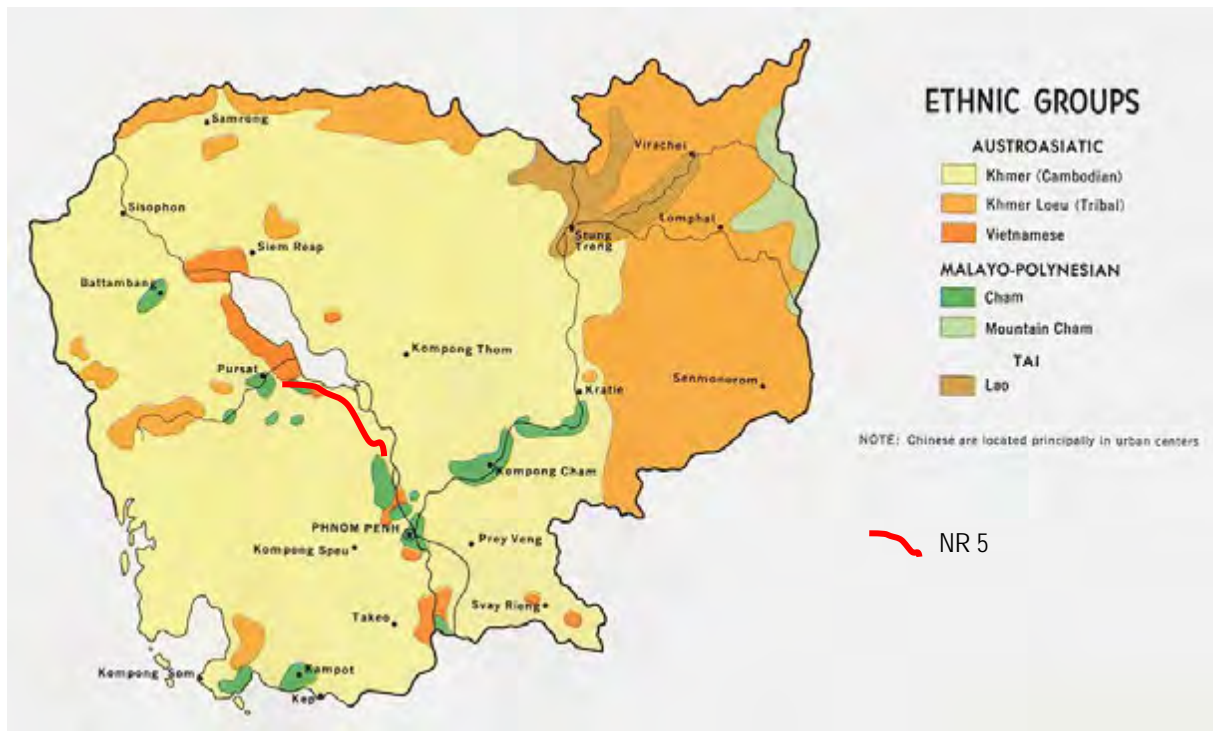 ETHNIC GROUPS
AUSTROASIATIC
Khmer (Cambodian)
Khmer Loeu (Tribal)
Vietnamese
MALAYO-POLYNESIAN
Cham
Mountain Cham
TAI
Lao
NOTE: Chinese are located principally in urban centers
NR 5
Samrong
Virachei
Sisophon
Lomphat
Stung
Treng
Siem Reap
Battambang
Kompong Thom
Pursat
Senmonorom
Kratie
Kompong Cham
PHNOM PENH
Prey Veng
Kompong Speu
Svay Rieng
Takeo
Kompong Som
Kampot
Kep